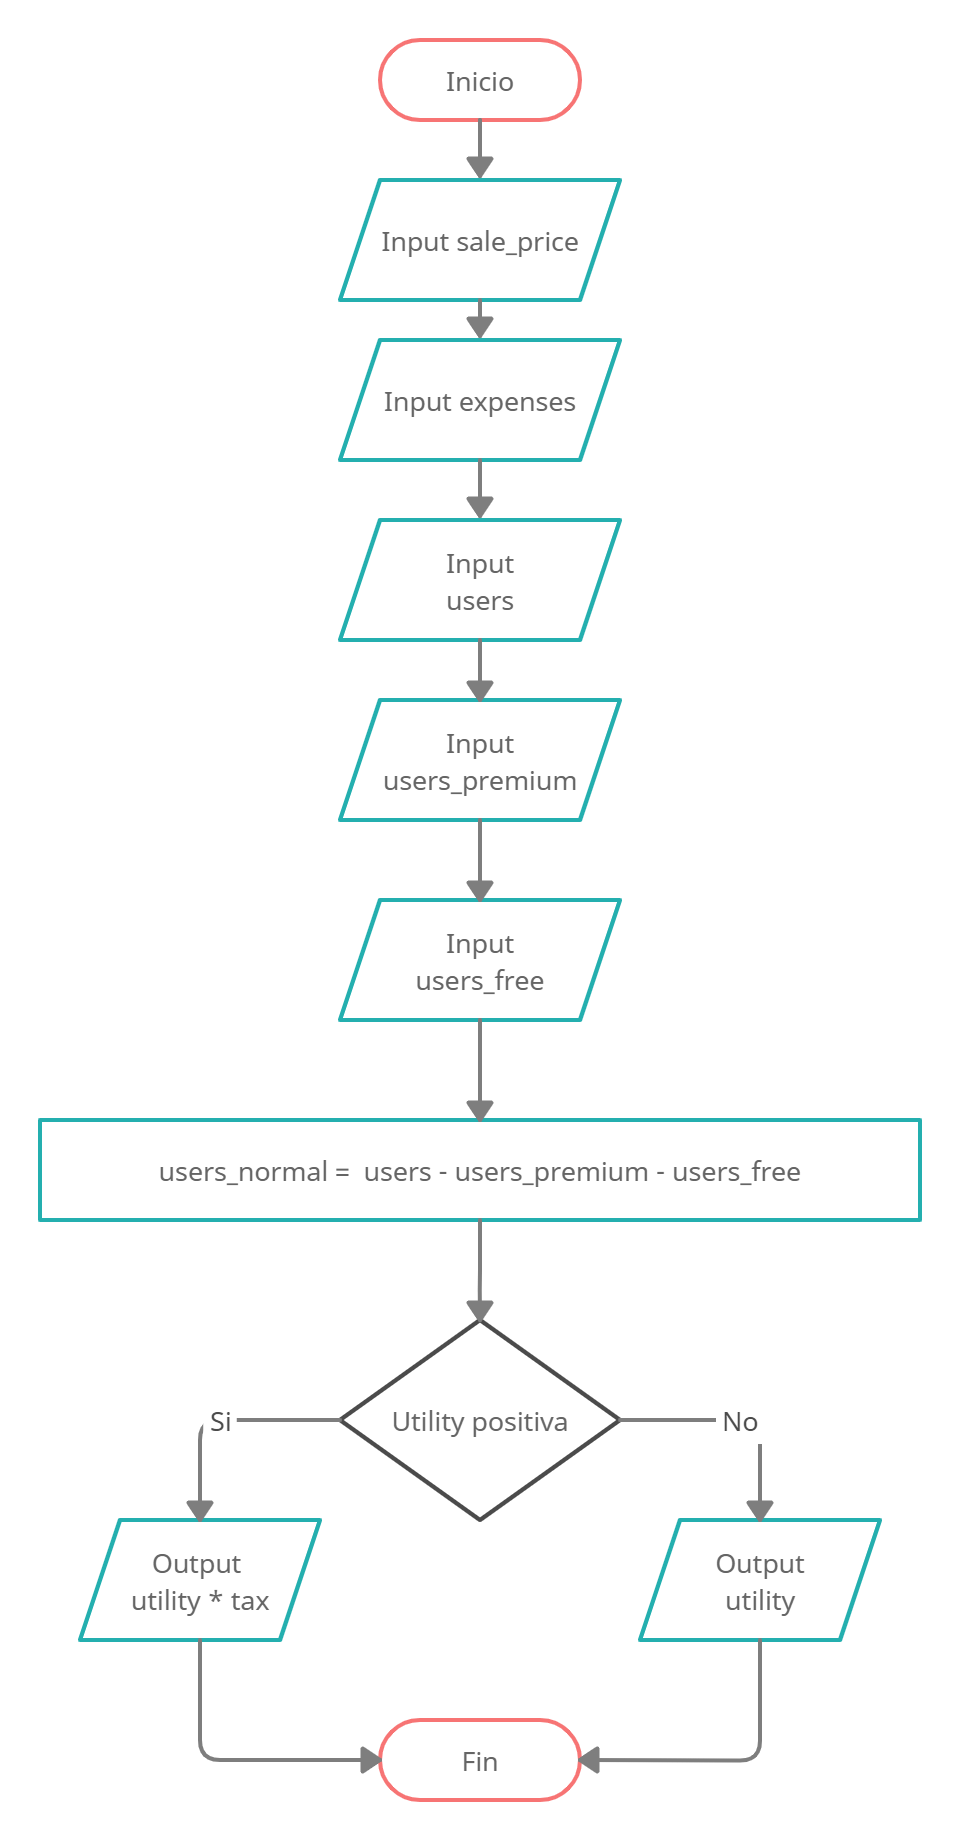 Inicio
Input sale_price
Input expenses
Input
users
Input
users_premium
Input
users_free
users_normal =  users - users_premium - users_free
Utility positiva
Si
No
Output
utility * tax
Output
utility
Fin